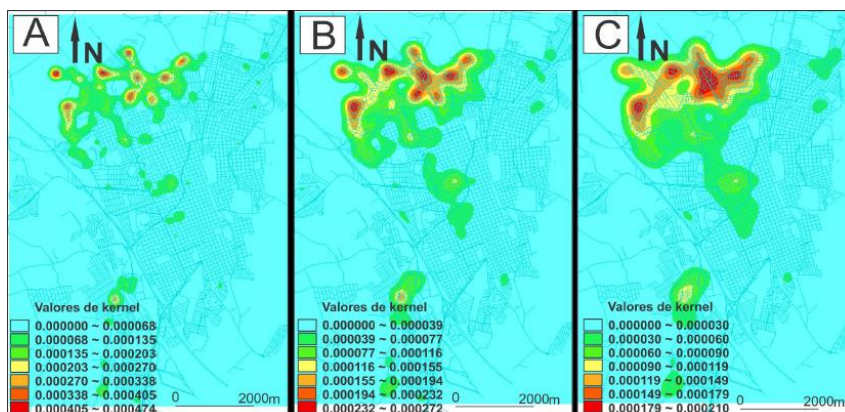 A
N
Valores de kernel
0.000000 ~ 0.000068
0.068 ~ 0.000135
0.000135 ~ 0.000203
0.000203 ~ 0.000270
0.000270 ~ 0.000338
0.000338 ~ 0.000405
0.000405 ~ 0.000474
0 2000m
B
N
Valores de kernel
0.000000 ~ 0.000039
0.000039 ~ 0.000077
0.000077 ~ 0.000116
0.000116 ~ 0.000155
0.000155 ~ 0.000194
0.000194 ~ 0.000232
0.000232 ~ 0.000272
0 2000m
C
N
Valores de kernel
0.000000 ~ 0.000030
0.000030 ~ 0.000060
0.000060 ~ 0.000090
0.000090 ~ 0.000119
0.000119 ~ 0.000149
0.000149 ~ 0.000179
0.000179 ~ 0.000210
0 2000m